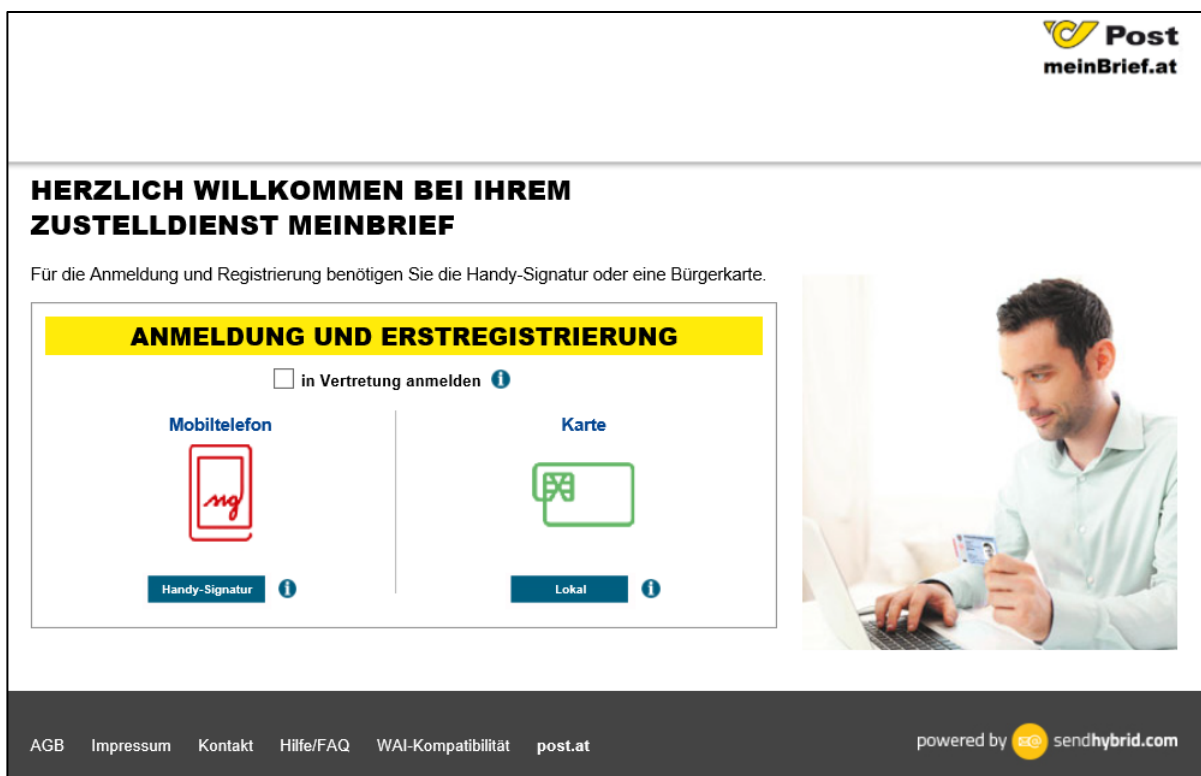 Post
meinBrief.at
HERZLICH WILLKOMMEN BEI IHREM
ZUSTELLDIENST MEINBRIEF
Für die Anmeldung und Registrierung benötigen Sie die Handy-Signatur oder eine Bürgerkarte.
ANMELDUNG UND ERSTREGISTRIERUNG
in Vertretung anmelden i
Mobiltelefon
Karte
Handy-Signatur i
Lokal i
AGB Impressum Kontakt Hilfe/FAQ WAI-Kompatibilität post.at
powered by sendhybrid.com